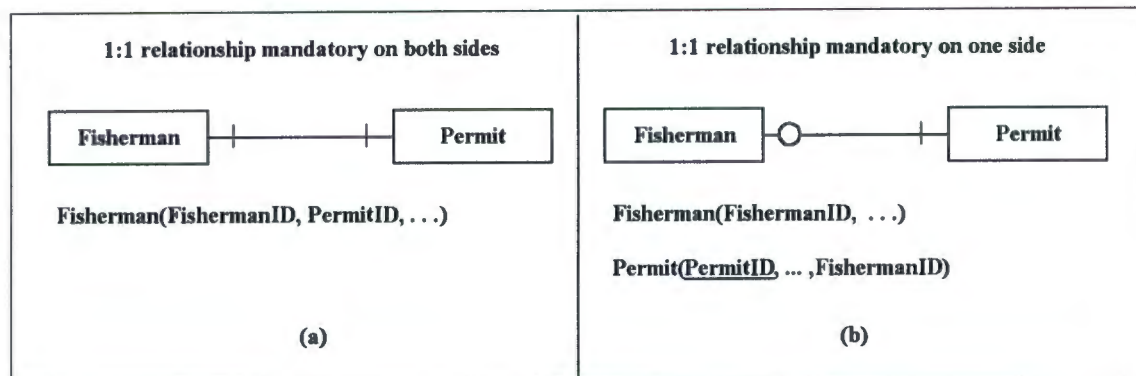 1:1 relationship mandatory on both sides
Fisherman
Permit
Fisherman(FishermanID, PermitID, . . .)
(a)
1:1 relationship mandatory on one side
Fisherman
Permit
Fisherman(FishermanID, . . .)
Permit(PermitID, ... ,FishermanID)
(b)